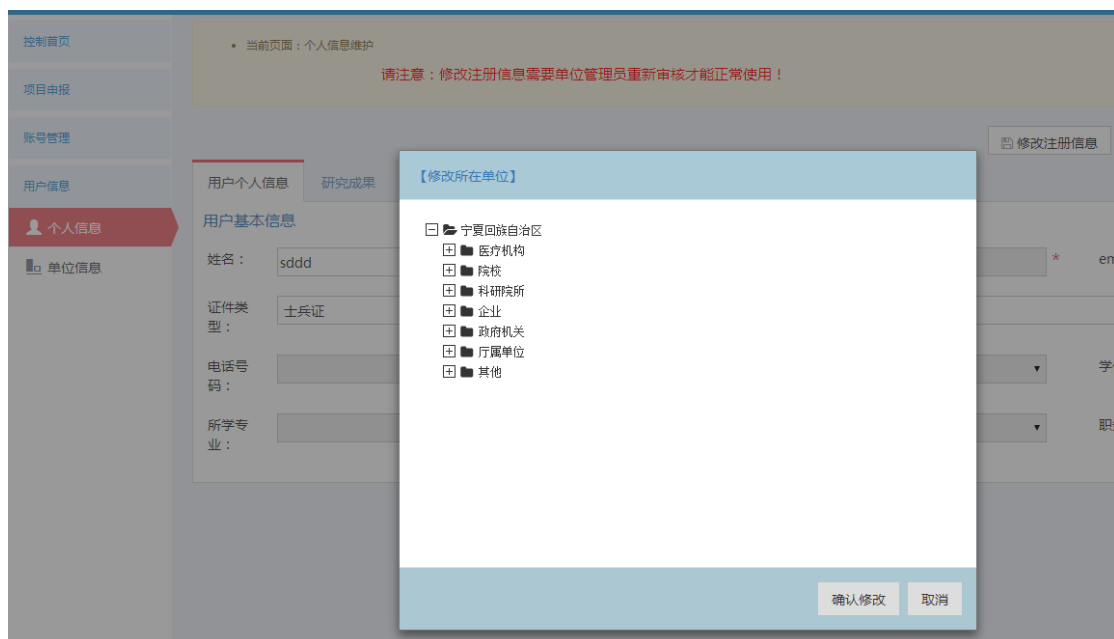 控制首页
项目申报
账号管理
用户信息
个人信息
单位信息
当前页面：个人信息维护
请注意：修改注册信息需要单位管理员重新审核才能正常使用！
修改注册信息
用户个人信息
研究成果
用户基本信息
姓名：
sddd
*
em
证件类
型：
士兵证
电话号
码：
学
所学专
业：
职
【修改所在单位】
宁夏回族自治区
医疗机构
院校
科研院所
企业
政府机关
厅属单位
其他
确认修改
取消